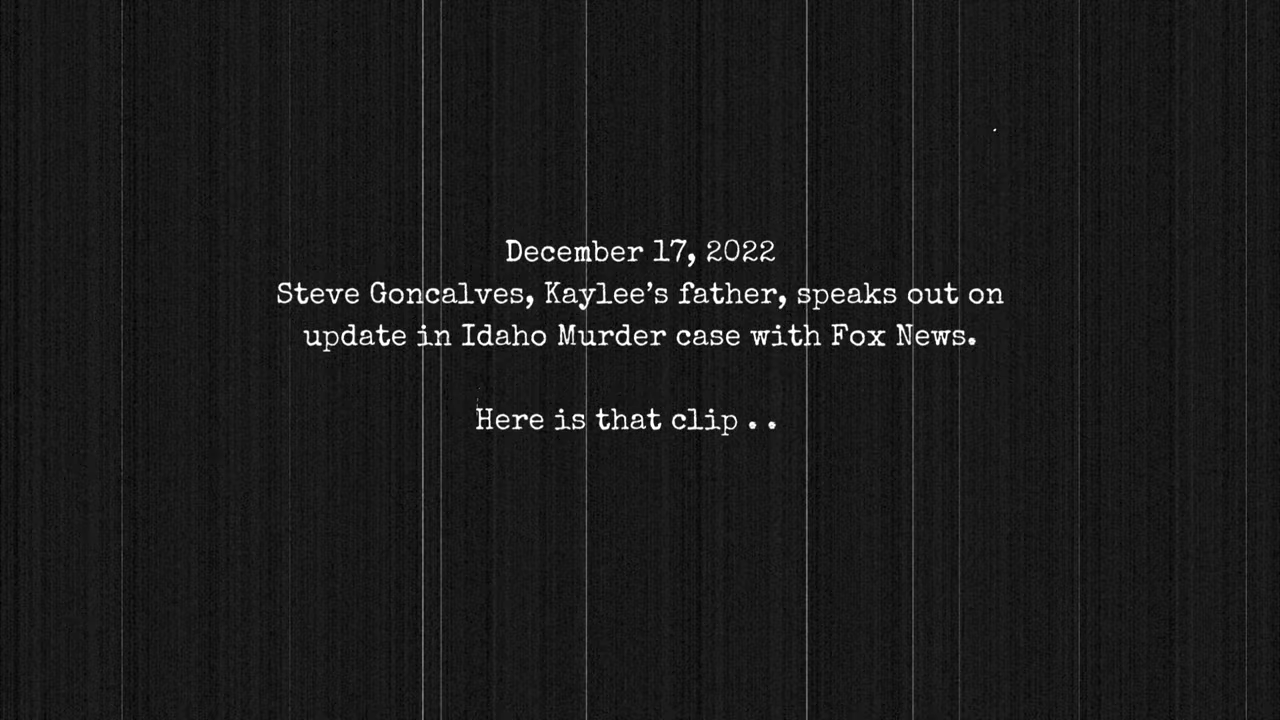 December 17, 2022
Steve Goncalves, Kaylee’s father, speaks out on
update in Idaho Murder case with Fox News.
Here is that clip . .